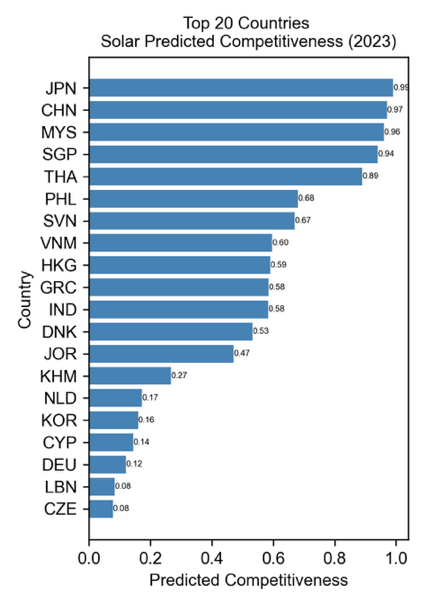 Top 20 Countries
Solar Predicted Competitiveness (2023)
Country
JPN 0.99
CHN 0.97
MYS 0.96
SGP 0.94
THA 0.89
PHL 0.68
SVN 0.67
VNM 0.60
HKG 0.59
GRC 0.58
IND 0.58
DNK 0.53
JOR 0.47
KHM 0.27
NLD 0.17
KOR 0.16
CYP 0.14
DEU 0.12
LBN 0.08
CZE 0.08
0.0 0.2 0.4 0.6 0.8 1.0
Predicted Competitiveness